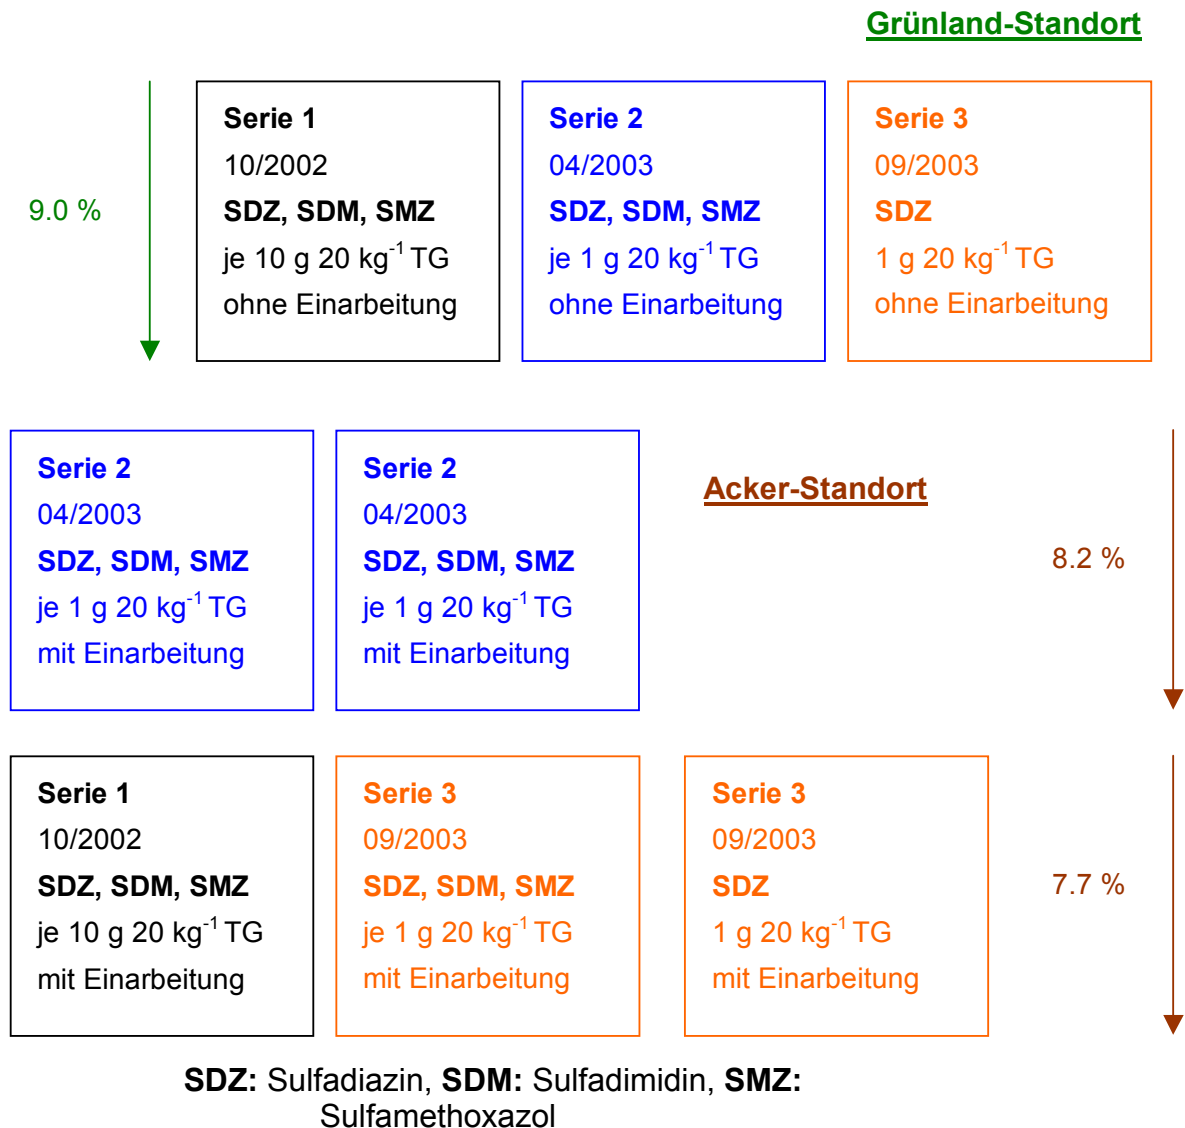 Grünland-Standort
9.0 %
Serie 1
10/2002
SDZ, SDM, SMZ
je 10 g 20 kg⁻¹ TG
ohne Einarbeitung
Serie 2
04/2003
SDZ, SDM, SMZ
je 1 g 20 kg⁻¹ TG
ohne Einarbeitung
Serie 3
09/2003
SDZ
1 g 20 kg⁻¹ TG
ohne Einarbeitung
Serie 2
04/2003
SDZ, SDM, SMZ
je 1 g 20 kg⁻¹ TG
mit Einarbeitung
Serie 2
04/2003
SDZ, SDM, SMZ
je 1 g 20 kg⁻¹ TG
mit Einarbeitung
Acker-Standort
8.2 %
Serie 1
10/2002
SDZ, SDM, SMZ
je 10 g 20 kg⁻¹ TG
mit Einarbeitung
Serie 3
09/2003
SDZ, SDM, SMZ
je 1 g 20 kg⁻¹ TG
mit Einarbeitung
Serie 3
09/2003
SDZ
1 g 20 kg⁻¹ TG
mit Einarbeitung
7.7 %
SDZ: Sulfadiazin, SDM: Sulfadimidin, SMZ:
Sulfamethoxazol